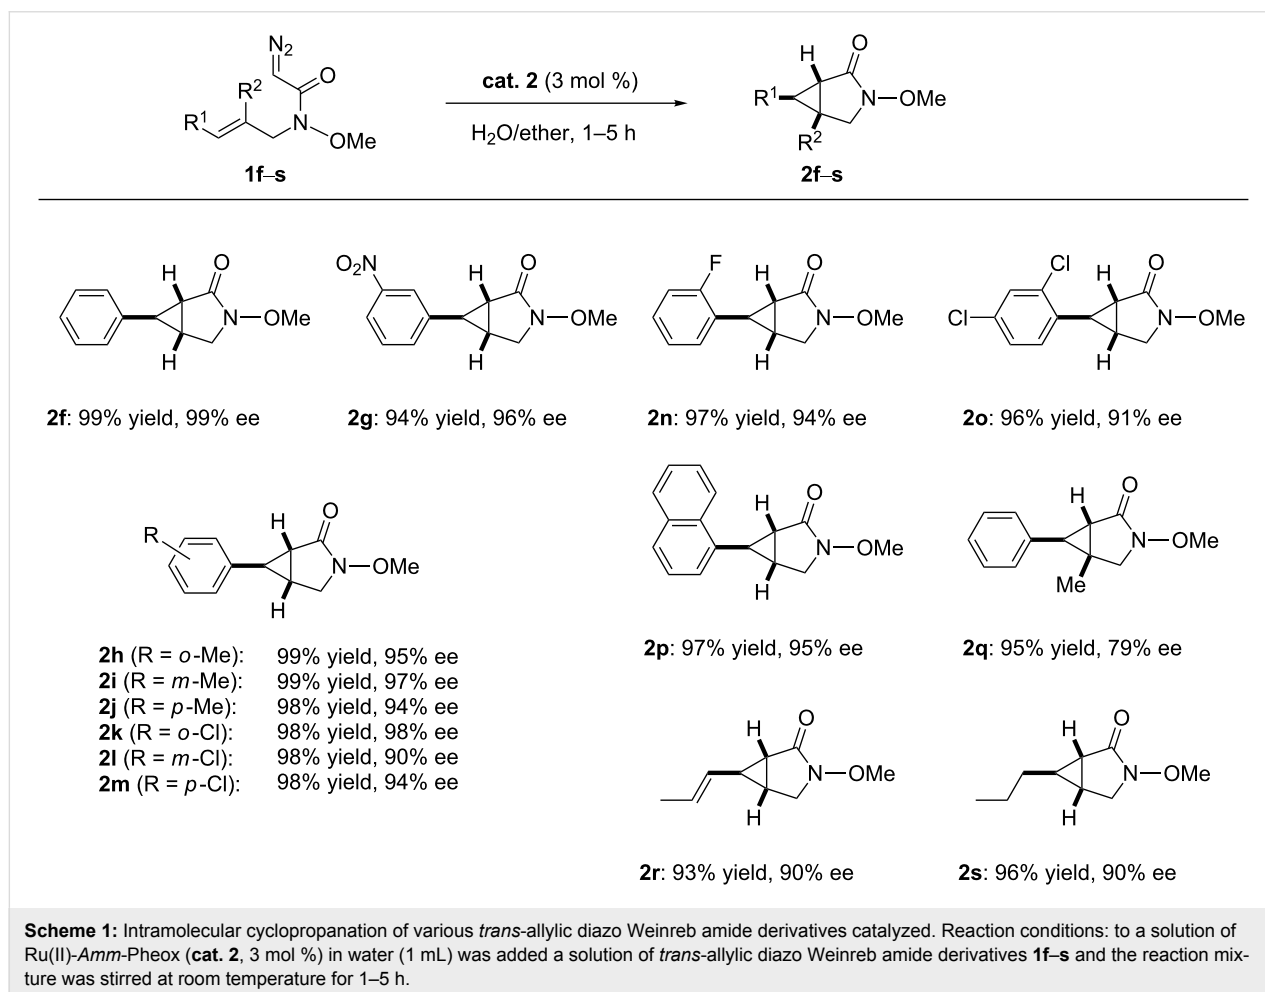 N2
R2
O
R1
N
OMe
1f–s
cat. 2 (3 mol %)
H2O/ether, 1–5 h
H
O
R1
N
OMe
R2
2f–s
H
O
N
OMe
H
2f: 99% yield, 99% ee
O2N
H
O
N
OMe
H
2g: 94% yield, 96% ee
F
H
O
N
OMe
H
2n: 97% yield, 94% ee
Cl
H
O
Cl
N
OMe
H
2o: 96% yield, 91% ee
R
H
O
N
OMe
H
2h (R = o-Me): 99% yield, 95% ee
2i (R = m-Me): 99% yield, 97% ee
2j (R = p-Me): 98% yield, 94% ee
2k (R = o-Cl): 98% yield, 98% ee
2l (R = m-Cl): 98% yield, 90% ee
2m (R = p-Cl): 98% yield, 94% ee
H
O
N
OMe
H
2p: 97% yield, 95% ee
H
O
N
OMe
Me
2q: 95% yield, 79% ee
H
O
N
OMe
H
2r: 93% yield, 90% ee
H
O
N
OMe
H
2s: 96% yield, 90% ee
Scheme 1: Intramolecular cyclopropanation of various trans-allylic diazo Weinreb amide derivatives catalyzed. Reaction conditions: to a solution of
Ru(II)-Amm-Pheox (cat. 2, 3 mol %) in water (1 mL) was added a solution of trans-allylic diazo Weinreb amide derivatives 1f–s and the reaction mix-
ture was stirred at room temperature for 1–5 h.